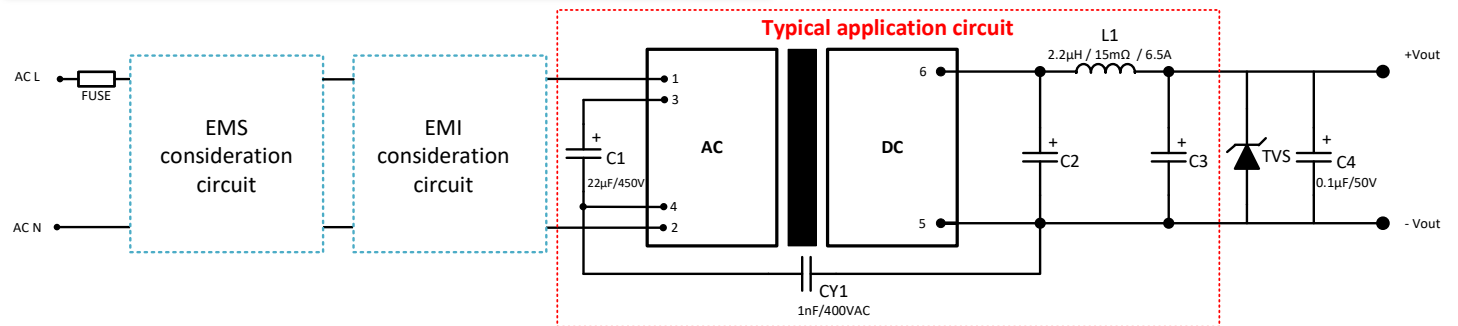 Typical application circuit
L1
2.2µH / 15mΩ / 6.5A
AC L
FUSE
EMS
consideration
circuit
EMI
consideration
circuit
1
3
+
C1
22µF/450V
4
2
AC
DC
6
5
+
C2
+
C3
TVS
+
C4
0.1µF/50V
+Vout
- Vout
AC N
CY1
1nF/400VAC